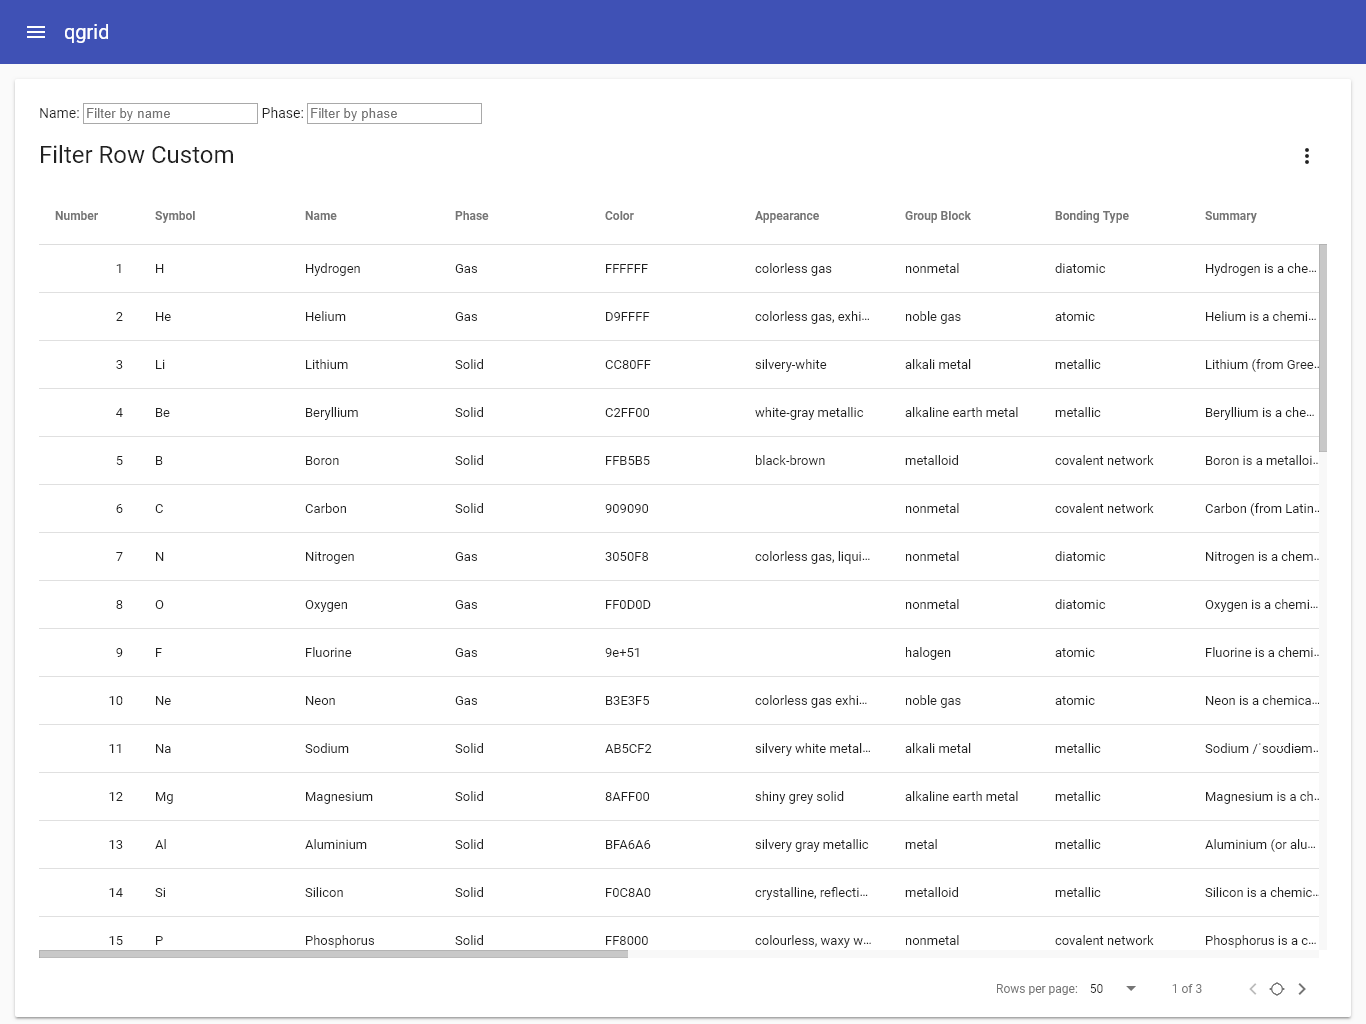 qgrid
Name: Filter by name Phase: Filter by phase
Filter Row Custom
Number Symbol Name Phase Color Appearance Group Block Bonding Type Summary
1 H Hydrogen Gas FFFFFF colorless gas nonmetal diatomic Hydrogen is a che...
2 He Helium Gas D9FFFF colorless gas, exhi... noble gas atomic Helium is a chemi...
3 Li Lithium Solid CC80FF silvery-white alkali metal metallic Lithium (from Gree...
4 Be Beryllium Solid C2FF00 white-gray metallic alkaline earth metal metallic Beryllium is a che...
5 B Boron Solid FFB5B5 black-brown metalloid covalent network Boron is a metalloi...
6 C Carbon Solid 909090 nonmetal covalent network Carbon (from Latin...
7 N Nitrogen Gas 3050F8 colorless gas, liqui... nonmetal diatomic Nitrogen is a chem...
8 O Oxygen Gas FF0D0D nonmetal diatomic Oxygen is a chemi...
9 F Fluorine Gas 9e+51 halogen atomic Fluorine is a chemi...
10 Ne Neon Gas B3E3F5 colorless gas exhi... noble gas atomic Neon is a chemica...
11 Na Sodium Solid AB5CF2 silvery white metal... alkali metal metallic Sodium /ˈsoʊdiəm...
12 Mg Magnesium Solid 8AFF00 shiny grey solid alkaline earth metal metallic Magnesium is a ch...
13 Al Aluminium Solid BFA6A6 silvery gray metallic metal metallic Aluminium (or alu...
14 Si Silicon Solid F0C8A0 crystalline, reflecti... metalloid metallic Silicon is a chemic...
15 P Phosphorus Solid FF8000 colourless, waxy w... nonmetal covalent network Phosphorus is a c...
Rows per page: 50 1 of 3